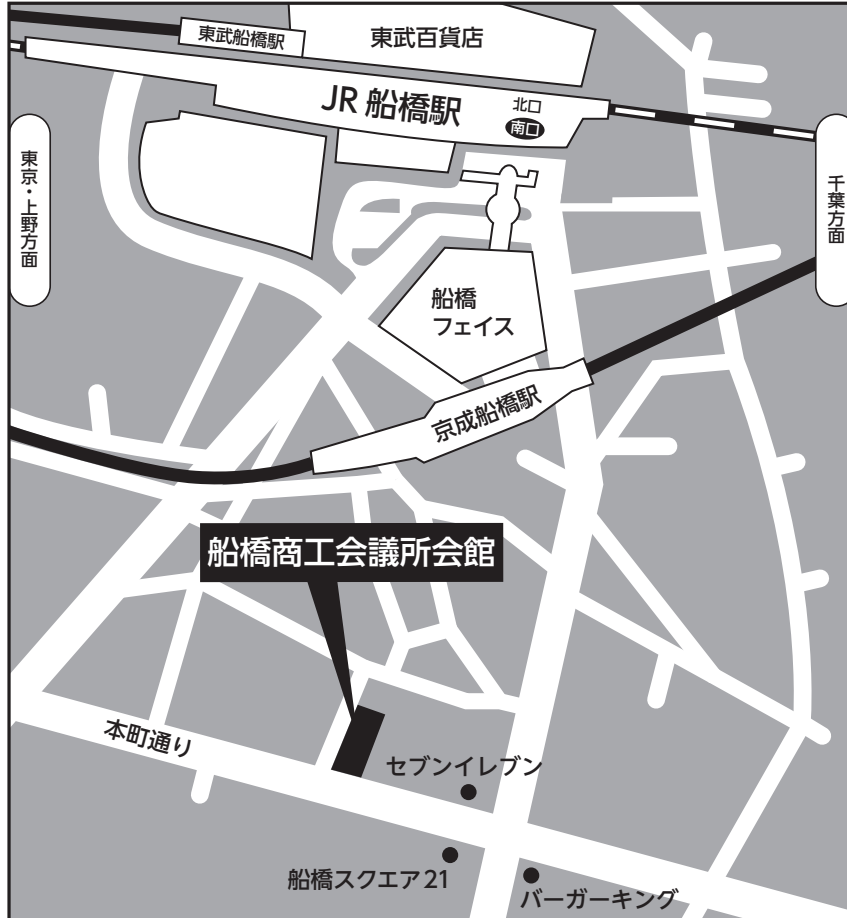 東武船橋駅
東武百貨店
JR 船橋駅
北口
南口
東京・上野方面
千葉方面
船橋
フェイス
京成船橋駅
船橋商工会議所会館
本町通り
セブンイレブン
船橋スクエア 21
バーガーキング